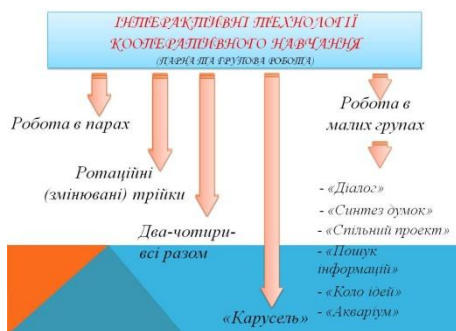 ІНТЕРАКТИВНІ ТЕХНОЛОГІЇ
КООПЕРАТИВНОГО НАВЧАННЯ
(ПАРНА ТА ГРУПОВА РОБОТА)
Робота в парах
Ротаційні
(змінювані) трійки
Два-чотири-
всі разом
«Карусель»
Робота в
малих групах
- «Діалог»
- «Синтез думок»
- «Спільний проект»
- «Пошук
інформацій»
- «Коло ідей»
- «Акваріум»